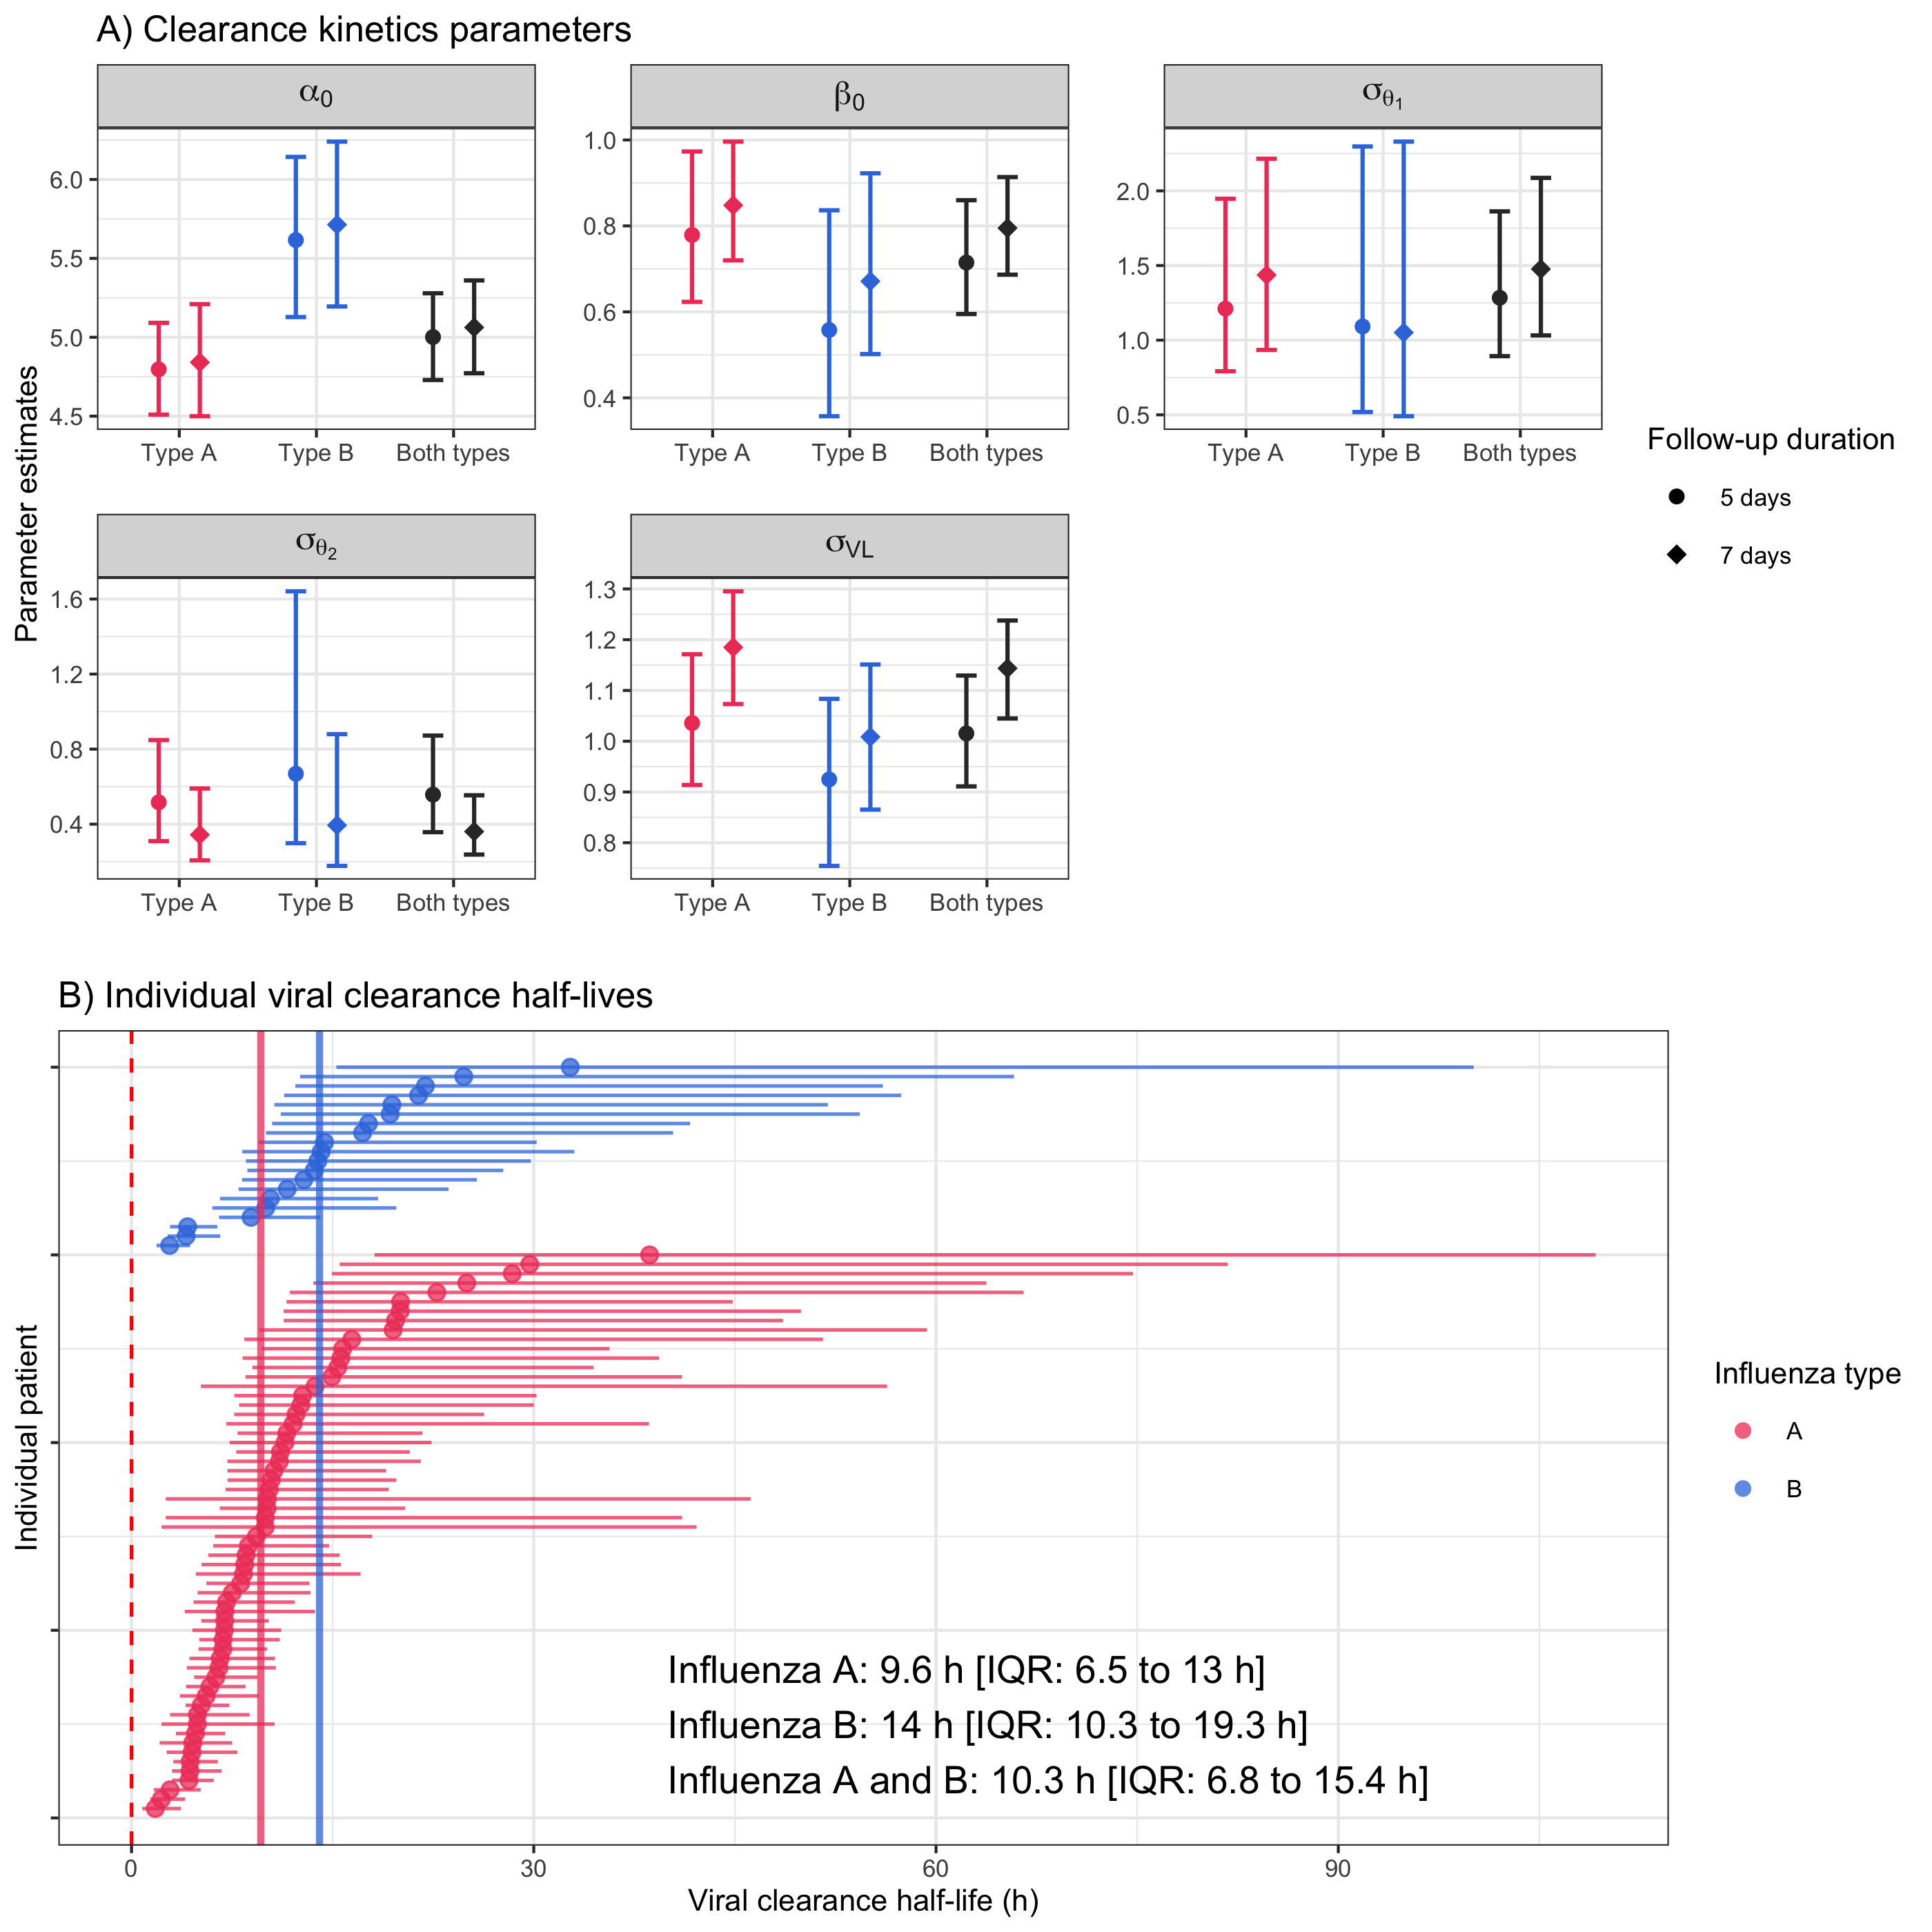 A) Clearance kinetics parameters
α0
β0
σθ1
6.0
5.5
5.0
4.5
1.0
0.8
0.6
0.4
2.0
1.5
1.0
0.5
Type A Type B Both types
Type A Type B Both types
Type A Type B Both types
Parameter estimates
Follow-up duration
5 days
7 days
σθ2
σVL
1.6
1.2
0.8
0.4
1.3
1.2
1.1
1.0
0.9
0.8
Type A Type B Both types
Type A Type B Both types
B) Individual viral clearance half-lives
Individual patient
Influenza type
A
B
Influenza A: 9.6 h [IQR: 6.5 to 13 h]
Influenza B: 14 h [IQR: 10.3 to 19.3 h]
Influenza A and B: 10.3 h [IQR: 6.8 to 15.4 h]
0 30 60 90
Viral clearance half-life (h)